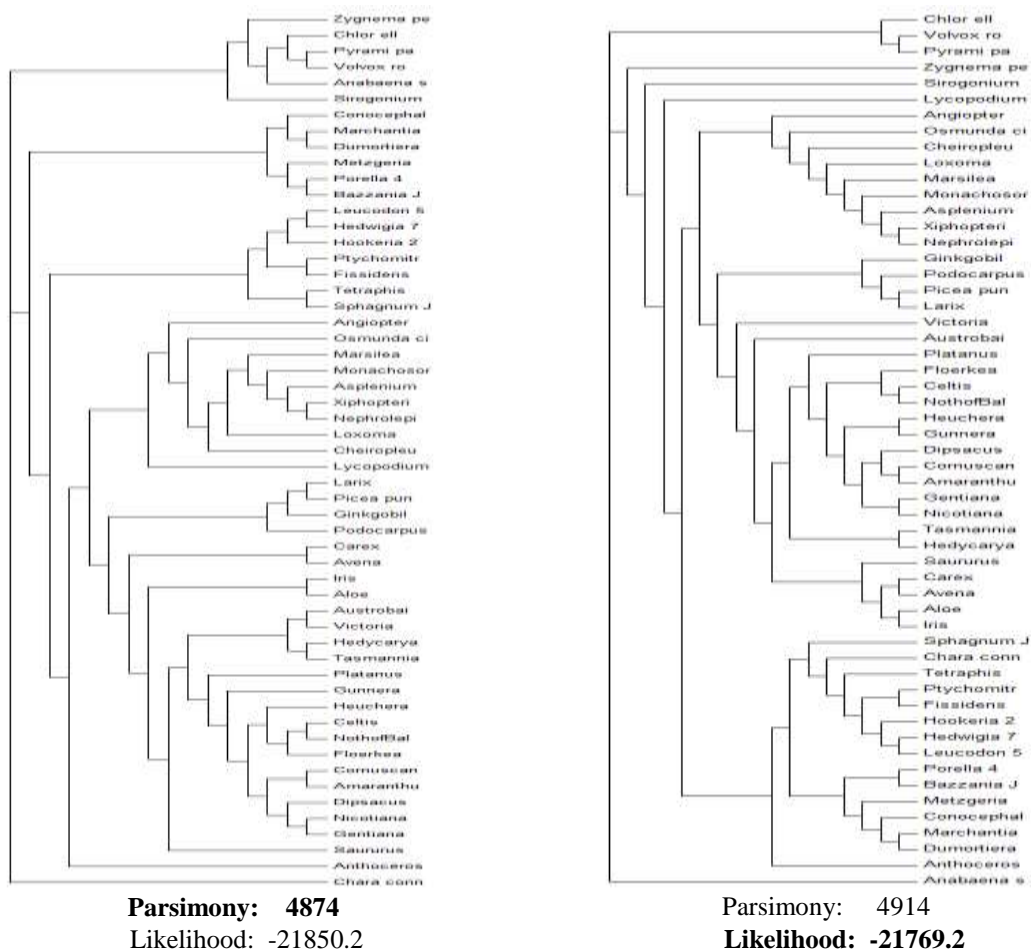 Zygnema pe
Chlor ell
Pyrami pa
Volvox ro
Anabaena s
Sirogonium
Conocephal
Marchantia
Dumortiera
Metzgeria
Porella 4
Bazzania J
Leucodon 5
Hedwigia 7
Hookeria 2
Ptychomitr
Fissidens
Tetraphis
Sphagnum J
Angiopter
Osmunda ci
Marsilea
Monachosor
Asplenium
Xiphopteri
Nephrolepi
Loxoma
Cheiropleu
Lycopodium
Larix
Picea pun
Ginkgobil
Podocarpus
Carex
Avena
Iris
Aloe
Austrobai
Victoria
Hedycarya
Tasmannia
Platanus
Gunnera
Heuchera
Celtis
NothofBal
Floerkea
Cornuscan
Amaranthu
Dipsacus
Nicotiana
Gentiana
Saururus
Anthoceros
Chara conn
Parsimony: 4874
Likelihood: -21850.2
Chlor ell
Volvox ro
Pyrami pa
Zygnema pe
Sirogonium
Lycopodium
Angiopter
Osmunda ci
Cheiropleu
Loxoma
Marsilea
Monachosor
Asplenium
Xiphopteri
Nephrolepi
Ginkgobil
Podocarpus
Picea pun
Larix
Victoria
Austrobai
Platanus
Floerkea
Celtis
NothofBal
Heuchera
Gunnera
Dipsacus
Cornuscan
Amaranthu
Gentiana
Nicotiana
Tasmannia
Hedycarya
Saururus
Carex
Avena
Aloe
Iris
Sphagnum J
Chara conn
Tetraphis
Ptychomitr
Fissidens
Hookeria 2
Hedwigia 7
Leucodon 5
Porella 4
Bazzania J
Metzgeria
Conocephal
Marchantia
Dumortiera
Anthoceros
Anabaena s
Parsimony: 4914
Likelihood: -21769.2